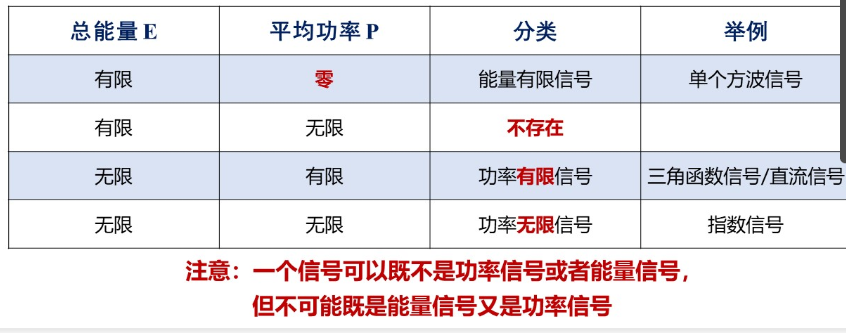 总能量 E 平均功率 P 分类 举例
有限 零 能量有限信号 单个方波信号
有限 无限 不存在
无限 有限 功率有限信号 三角函数信号/直流信号
无限 无限 功率无限信号 指数信号
注意：一个信号可以既不是功率信号或者能量信号，
但不可能既是能量信号又是功率信号